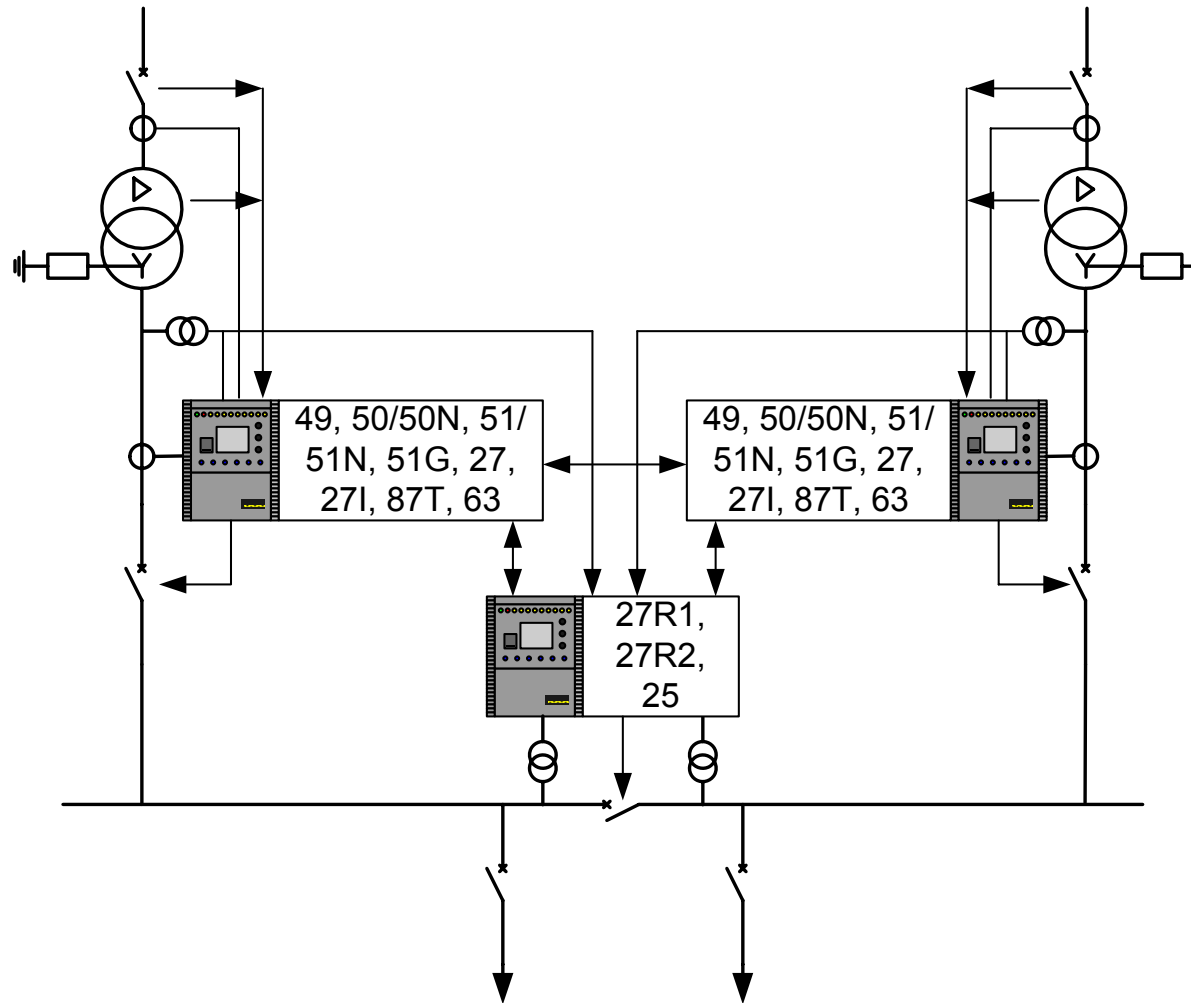 49, 50/50N, 51/
51N, 51G, 27,
27I, 87T, 63
49, 50/50N, 51/
51N, 51G, 27,
27I, 87T, 63
27R1,
27R2,
25